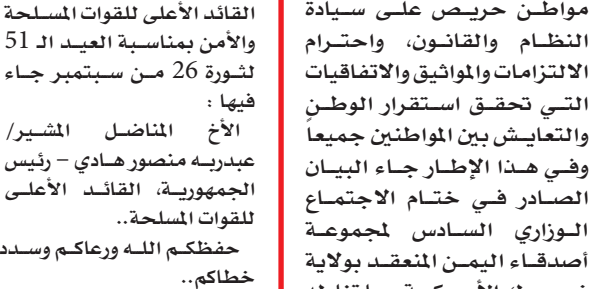 مواطن حريص على سيادة
النظام والقانون، واحترام
الالتزامات والمواثيق والاتفاقيات
التي تحقق استقرار الوطن
والتعايش بين المواطنين جميعاً
وفي هذا الإطار جاء البيان
الصادر في ختام الاجتماع
الوزاري السادس لمجموعة
أصدقاء اليمن المنعقد بولاية
القائد الأعلى للقوات المسلحة
والأمن بمناسبة العيد الـ 51
لثورة 26 من سبتمبر جاء
فيها :
الأخ المناضل المشير/
عبدربه منصور هادي – رئيس
الجمهورية، القائد الأعلى
للقوات المسلحة..
حفظكم الله ورعاكم وسدد
خطاكم..